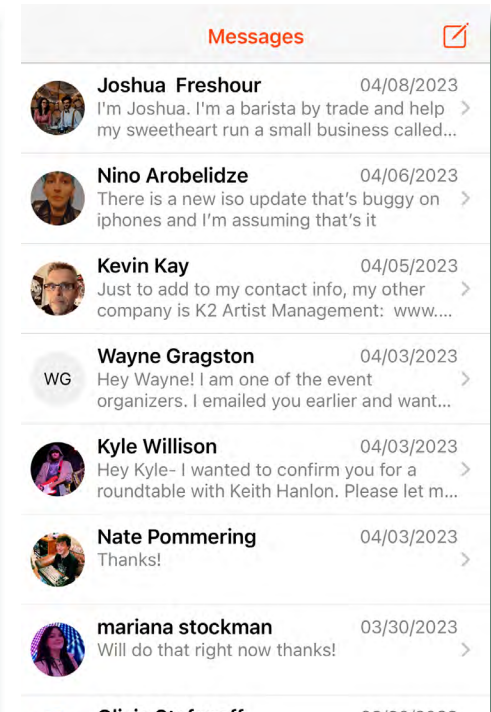 Messages
Joshua  Freshour 04/08/2023
I'm Joshua. I'm a barista by trade and help
my sweetheart run a small business called...
Nino Arobelidze 04/06/2023
There is a new iso update that's buggy on
iphones and I'm assuming that's it
Kevin Kay 04/05/2023
Just to add to my contact info, my other
company is K2 Artist Management:  www....
WG
Wayne Gragston 04/03/2023
Hey Wayne! I am one of the event
organizers. I emailed you earlier and want...
Kyle Willison 04/03/2023
Hey Kyle- I wanted to confirm you for a
roundtable with Keith Hanlon. Please let m...
Nate Pommering 04/03/2023
Thanks!
mariana stockman 03/30/2023
Will do that right now thanks!